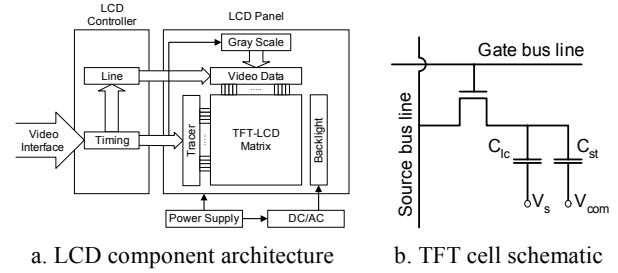 LCD
Controller
LCD Panel
Gray Scale
Line
Video Data
......
Video
Interface
Timing
Tracer
......
TFT-LCD
Matrix
Backlight
Power Supply
DC/AC
a. LCD component architecture
Gate bus line
Source bus line
Clc
Cst
Vs
Vcom
b. TFT cell schematic